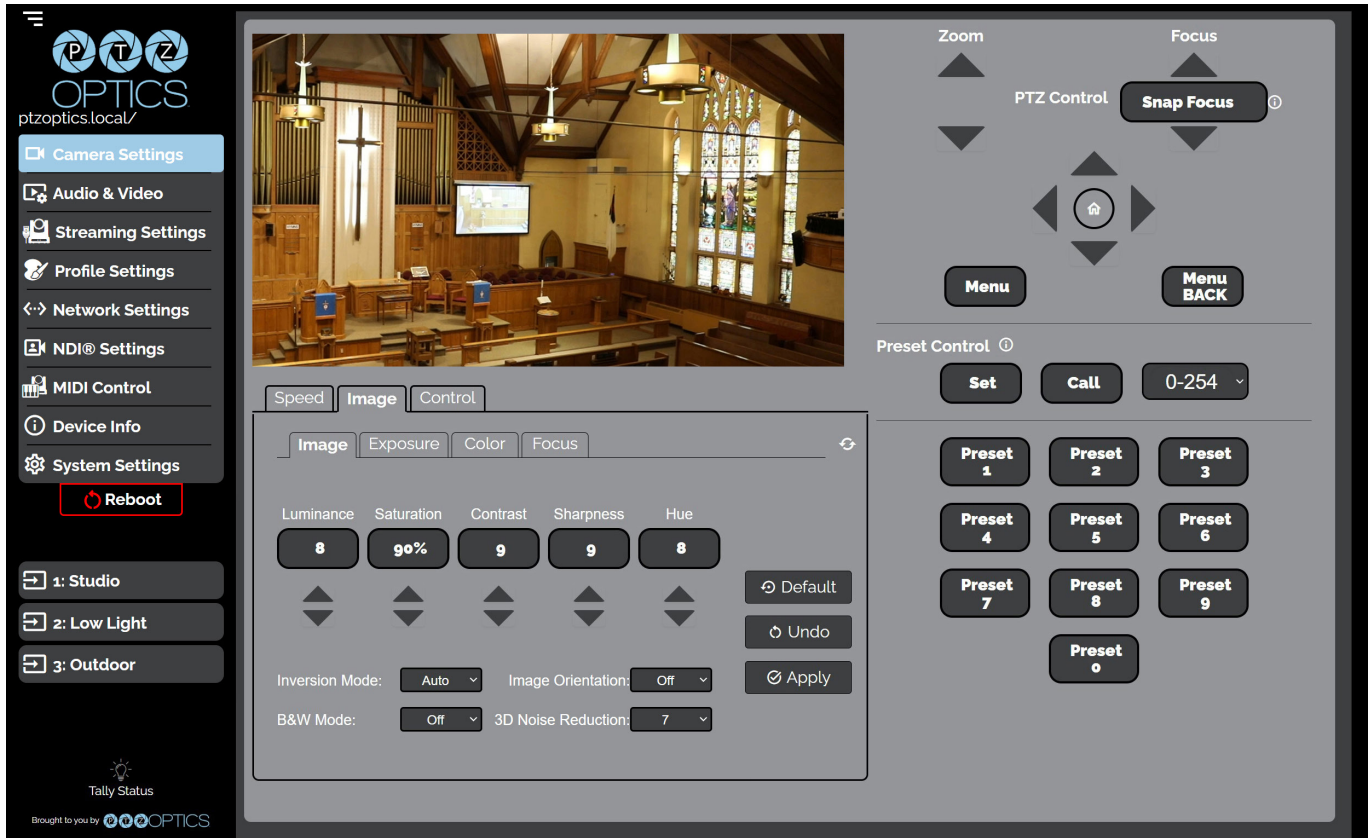 PTZ
OPTICS
ptzoptics.local/
Camera Settings
Audio & Video
Streaming Settings
Profile Settings
Network Settings
NDI® Settings
MIDI Control
Device Info
System Settings
Reboot
1: Studio
2: Low Light
3: Outdoor
Tally Status
Brought to you by PTZOPTICS
Speed Image Control
Image Exposure Color Focus
Luminance Saturation Contrast Sharpness Hue
8 90% 9 9 8
Default
Undo
Apply
Inversion Mode: Auto Image Orientation: Off
B&W Mode: Off 3D Noise Reduction: 7
Zoom Focus
PTZ Control Snap Focus
Menu
Menu
BACK
Preset Control
Set Call 0-254
Preset
1
Preset
2
Preset
3
Preset
4
Preset
5
Preset
6
Preset
7
Preset
8
Preset
9
Preset
0